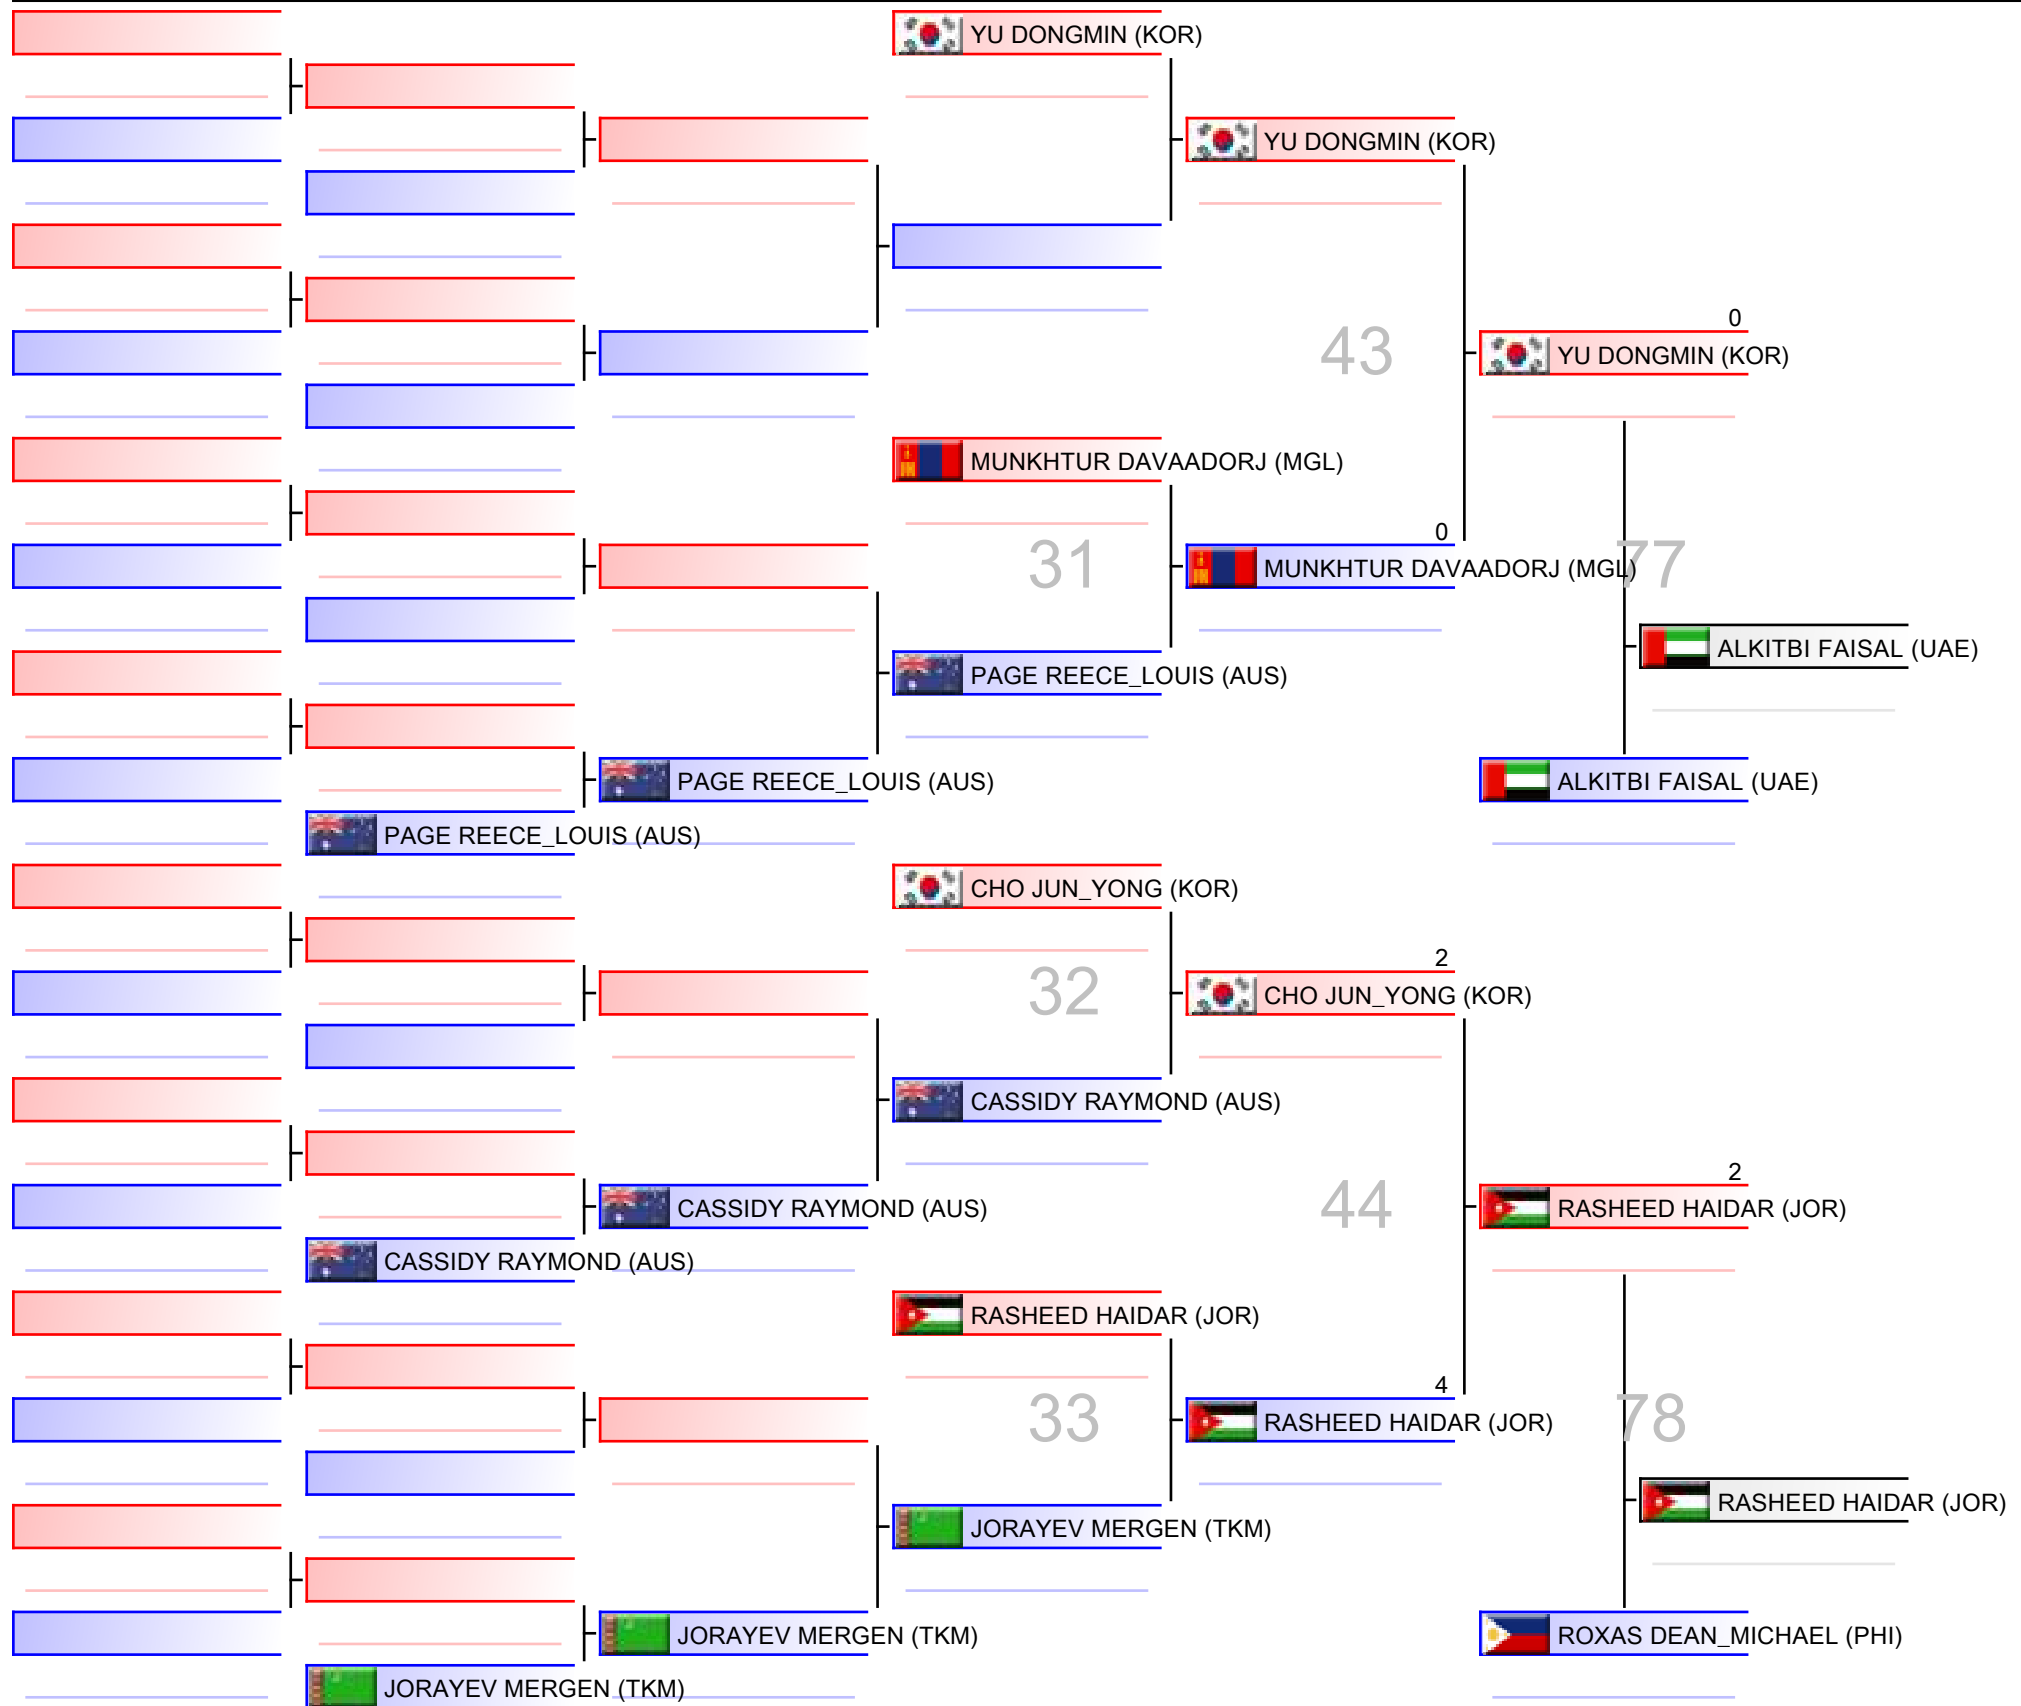 YU DONGMIN (KOR)
YU DONGMIN (KOR)
0
43
YU DONGMIN (KOR)
MUNKHTUR DAVAADORJ (MGL)
0
31
77
MUNKHTUR DAVAADORJ (MGL)
ALKITBI FAISAL (UAE)
PAGE REECE_LOUIS (AUS)
PAGE REECE_LOUIS (AUS)
ALKITBI FAISAL (UAE)
PAGE REECE_LOUIS (AUS)
CHO JUN_YONG (KOR)
2
32
CHO JUN_YONG (KOR)
CASSIDY RAYMOND (AUS)
2
44
CASSIDY RAYMOND (AUS)
RASHEED HAIDAR (JOR)
CASSIDY RAYMOND (AUS)
RASHEED HAIDAR (JOR)
4
33
78
RASHEED HAIDAR (JOR)
RASHEED HAIDAR (JOR)
JORAYEV MERGEN (TKM)
JORAYEV MERGEN (TKM)
ROXAS DEAN_MICHAEL (PHI)
JORAYEV MERGEN (TKM)